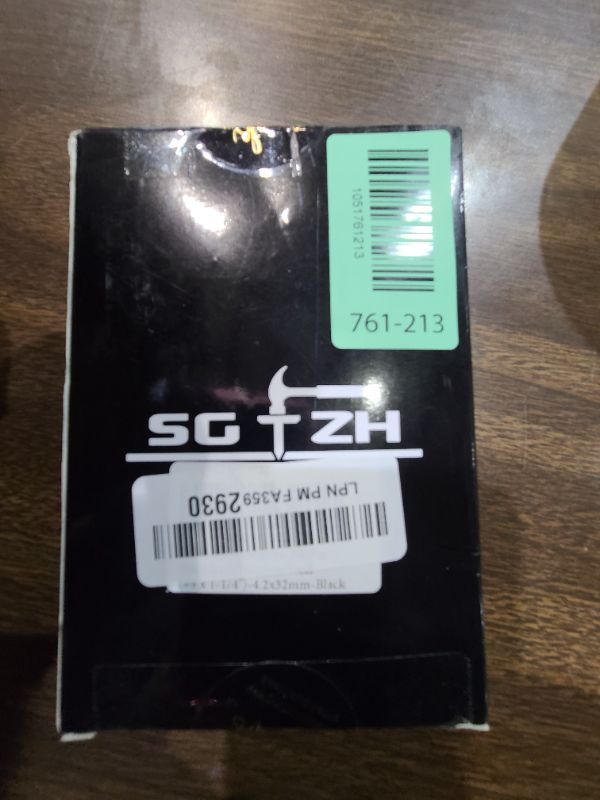 1051761213
761-213
SG ZH
LPN PM FA3592930
x 1-1/4")-4.2x32mm-Black